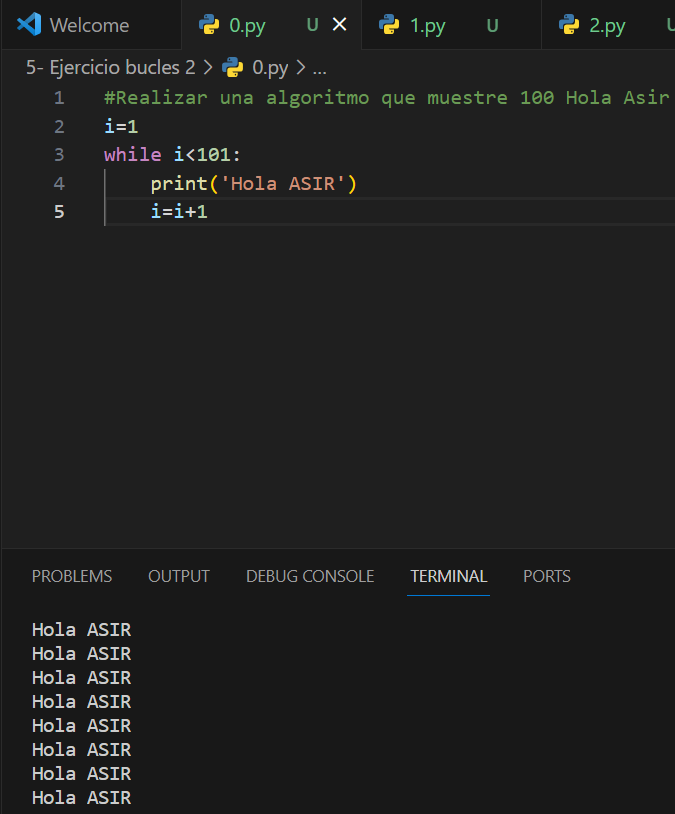 Welcome 0.py U 1.py U 2.py U
5- Ejercicio bucles 2 > 0.py > ...
1 #Realizar una algoritmo que muestre 100 Hola Asir
2 i=1
3 while i<101:
4 print('Hola ASIR')
5 i=i+1
PROBLEMS OUTPUT DEBUG CONSOLE TERMINAL PORTS
Hola ASIR
Hola ASIR
Hola ASIR
Hola ASIR
Hola ASIR
Hola ASIR
Hola ASIR
Hola ASIR